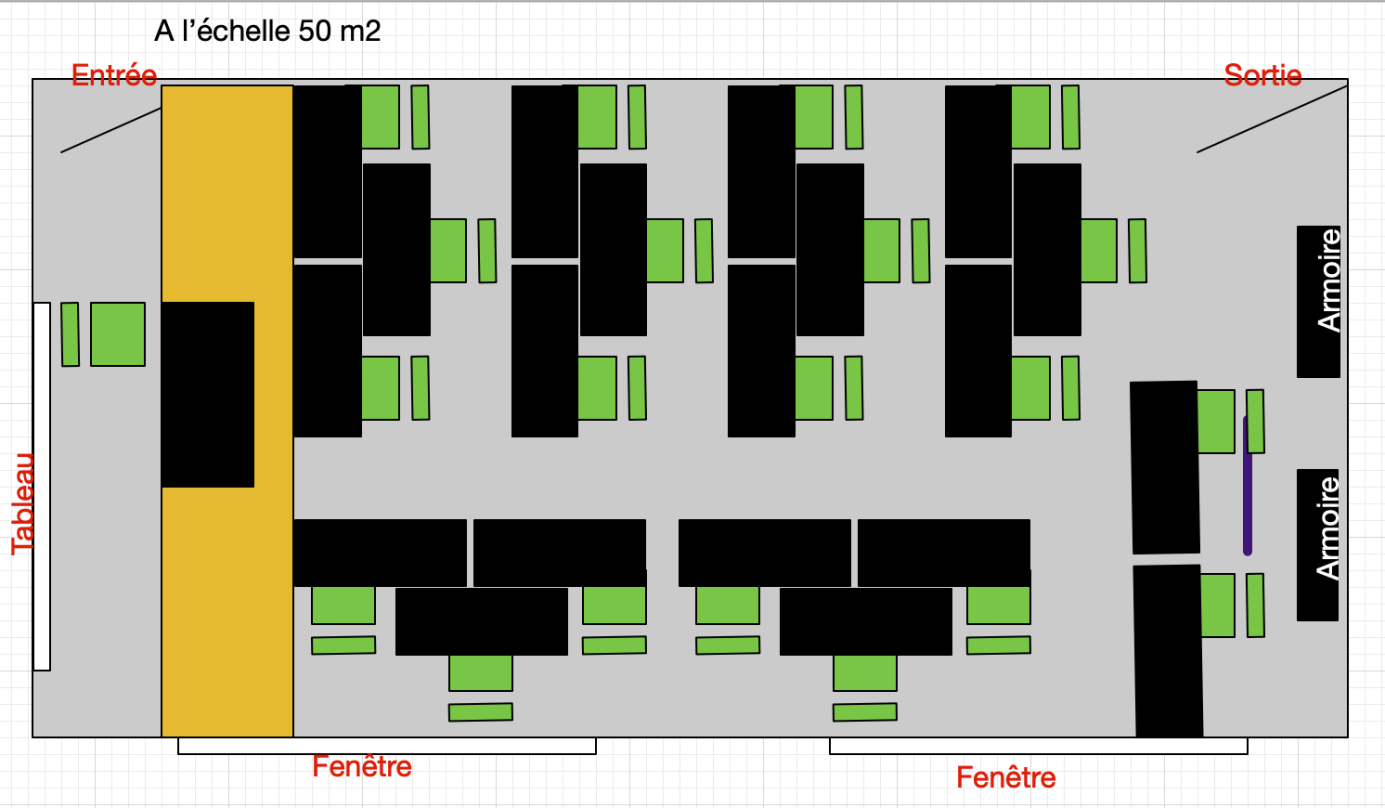 A l’échelle 50 m2
Entrée
Sortie
Armoire
Tableau
Armoire
Fenêtre
Fenêtre